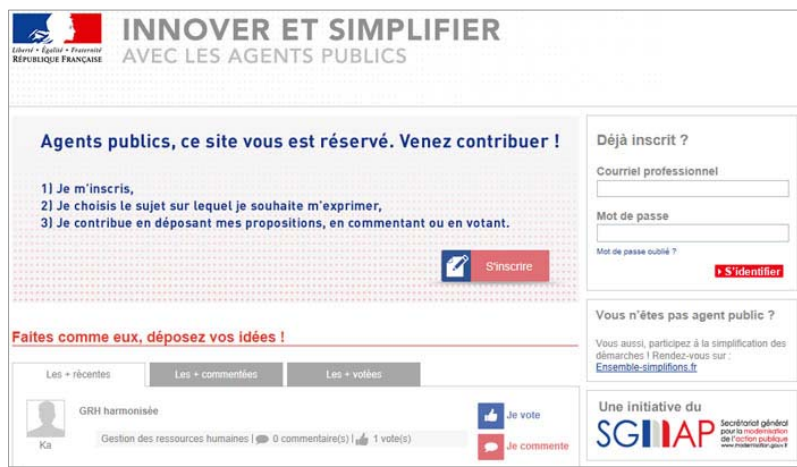 INNOVER ET SIMPLIFIER
AVEC LES AGENTS PUBLICS
Liberté • Égalité • Fraternité
RÉPUBLIQUE FRANÇAISE
Agents publics, ce site vous est réservé. Venez contribuer !
1) Je m'inscris,
2) Je choisis le sujet sur lequel je souhaite m'exprimer,
3) Je contribue en déposant mes propositions, en commentant ou en votant.
S'inscrire
Déjà inscrit ?
Courriel professionnel
Mot de passe
Mot de passe oublié ?
S'identifier
Vous n'êtes pas agent public ?
Vous aussi, participez à la simplification des
démarches ! Rendez-vous sur :
Ensemble-simplifions.fr
Faites comme eux, déposez vos idées !
Les + récentes
Les + commentées
Les + votées
GRH harmonisée
Ka
Gestion des ressources humaines | 0 commentaire(s) | 1 vote(s)
Je vote
Je commente
Une initiative du
SGMAP
Secrétariat général
pour la modernisation
de l'action publique
www.modernisation.gouv.fr